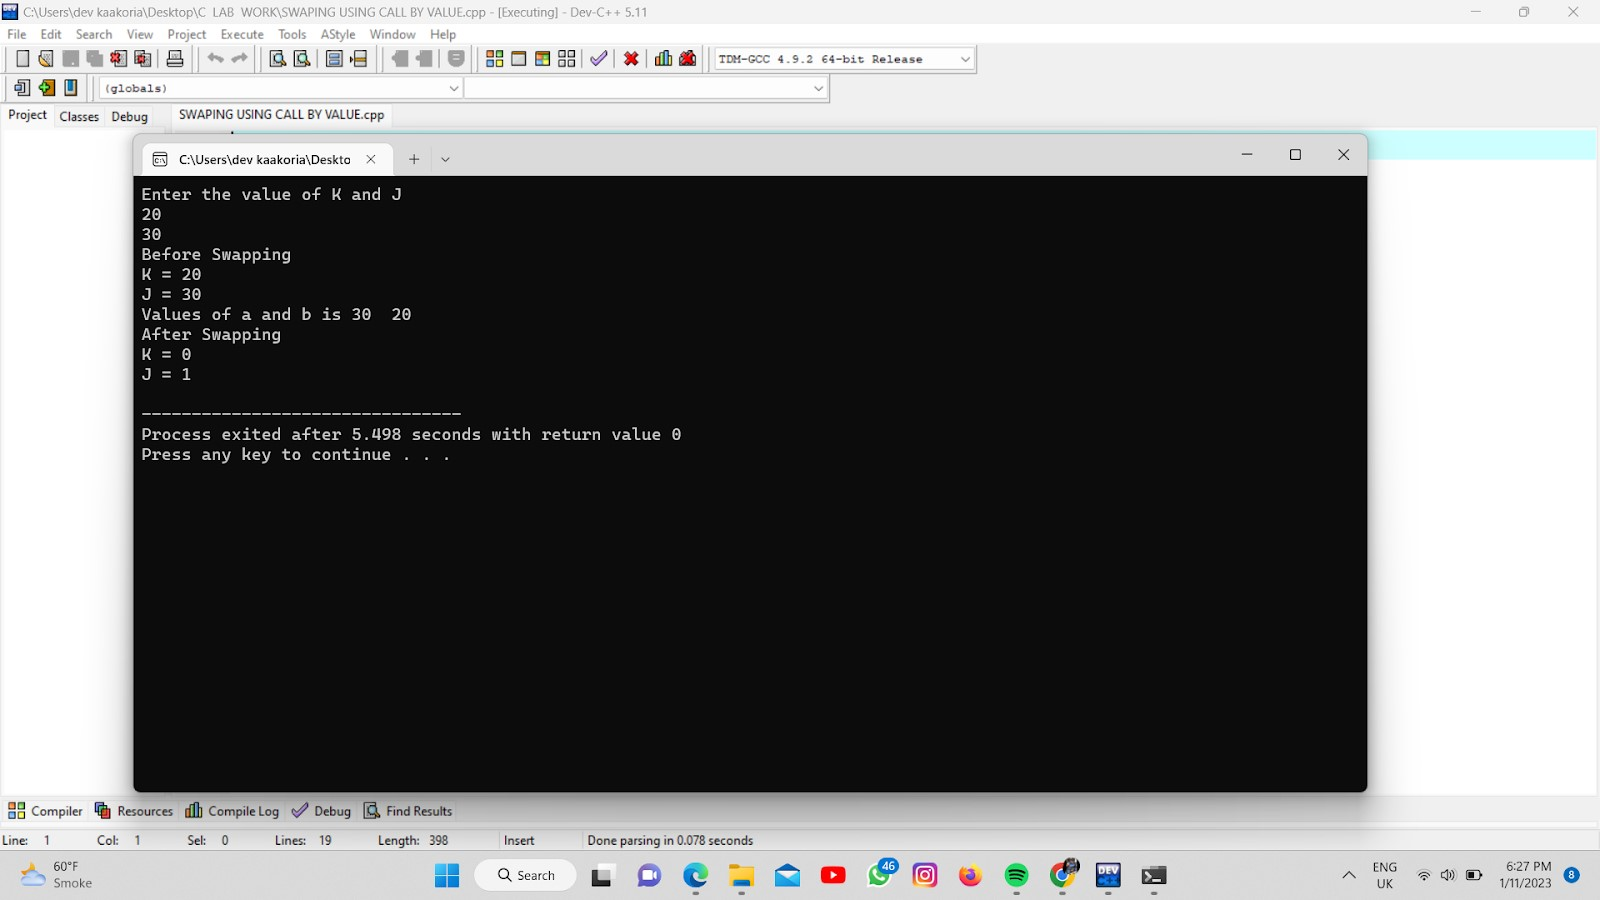 C:\Users\dev kaakoria\Desktop\C LAB WORK\SWAPING USING CALL BY VALUE.cpp - [Executing] - Dev-C++ 5.11
File Edit Search View Project Execute Tools AStyle Window Help
TDM-GCC 4.9.2 64-bit Release
(globals)
Project Classes Debug SWAPING USING CALL BY VALUE.cpp
C:\Users\dev kaakoria\Deskto
Enter the value of K and J
20
30
Before Swapping
K = 20
J = 30
Values of a and b is 30  20
After Swapping
K = 0
J = 1
--------------------------------
Process exited after 5.498 seconds with return value 0
Press any key to continue . . .
Compiler Resources Compile Log Debug Find Results
Line: 1 Col: 1 Sel: 0 Lines: 19 Length: 398 Insert Done parsing in 0.078 seconds
60°F
Smoke
Search
46
DEV
ENG
UK
6:27 PM
1/11/2023
8